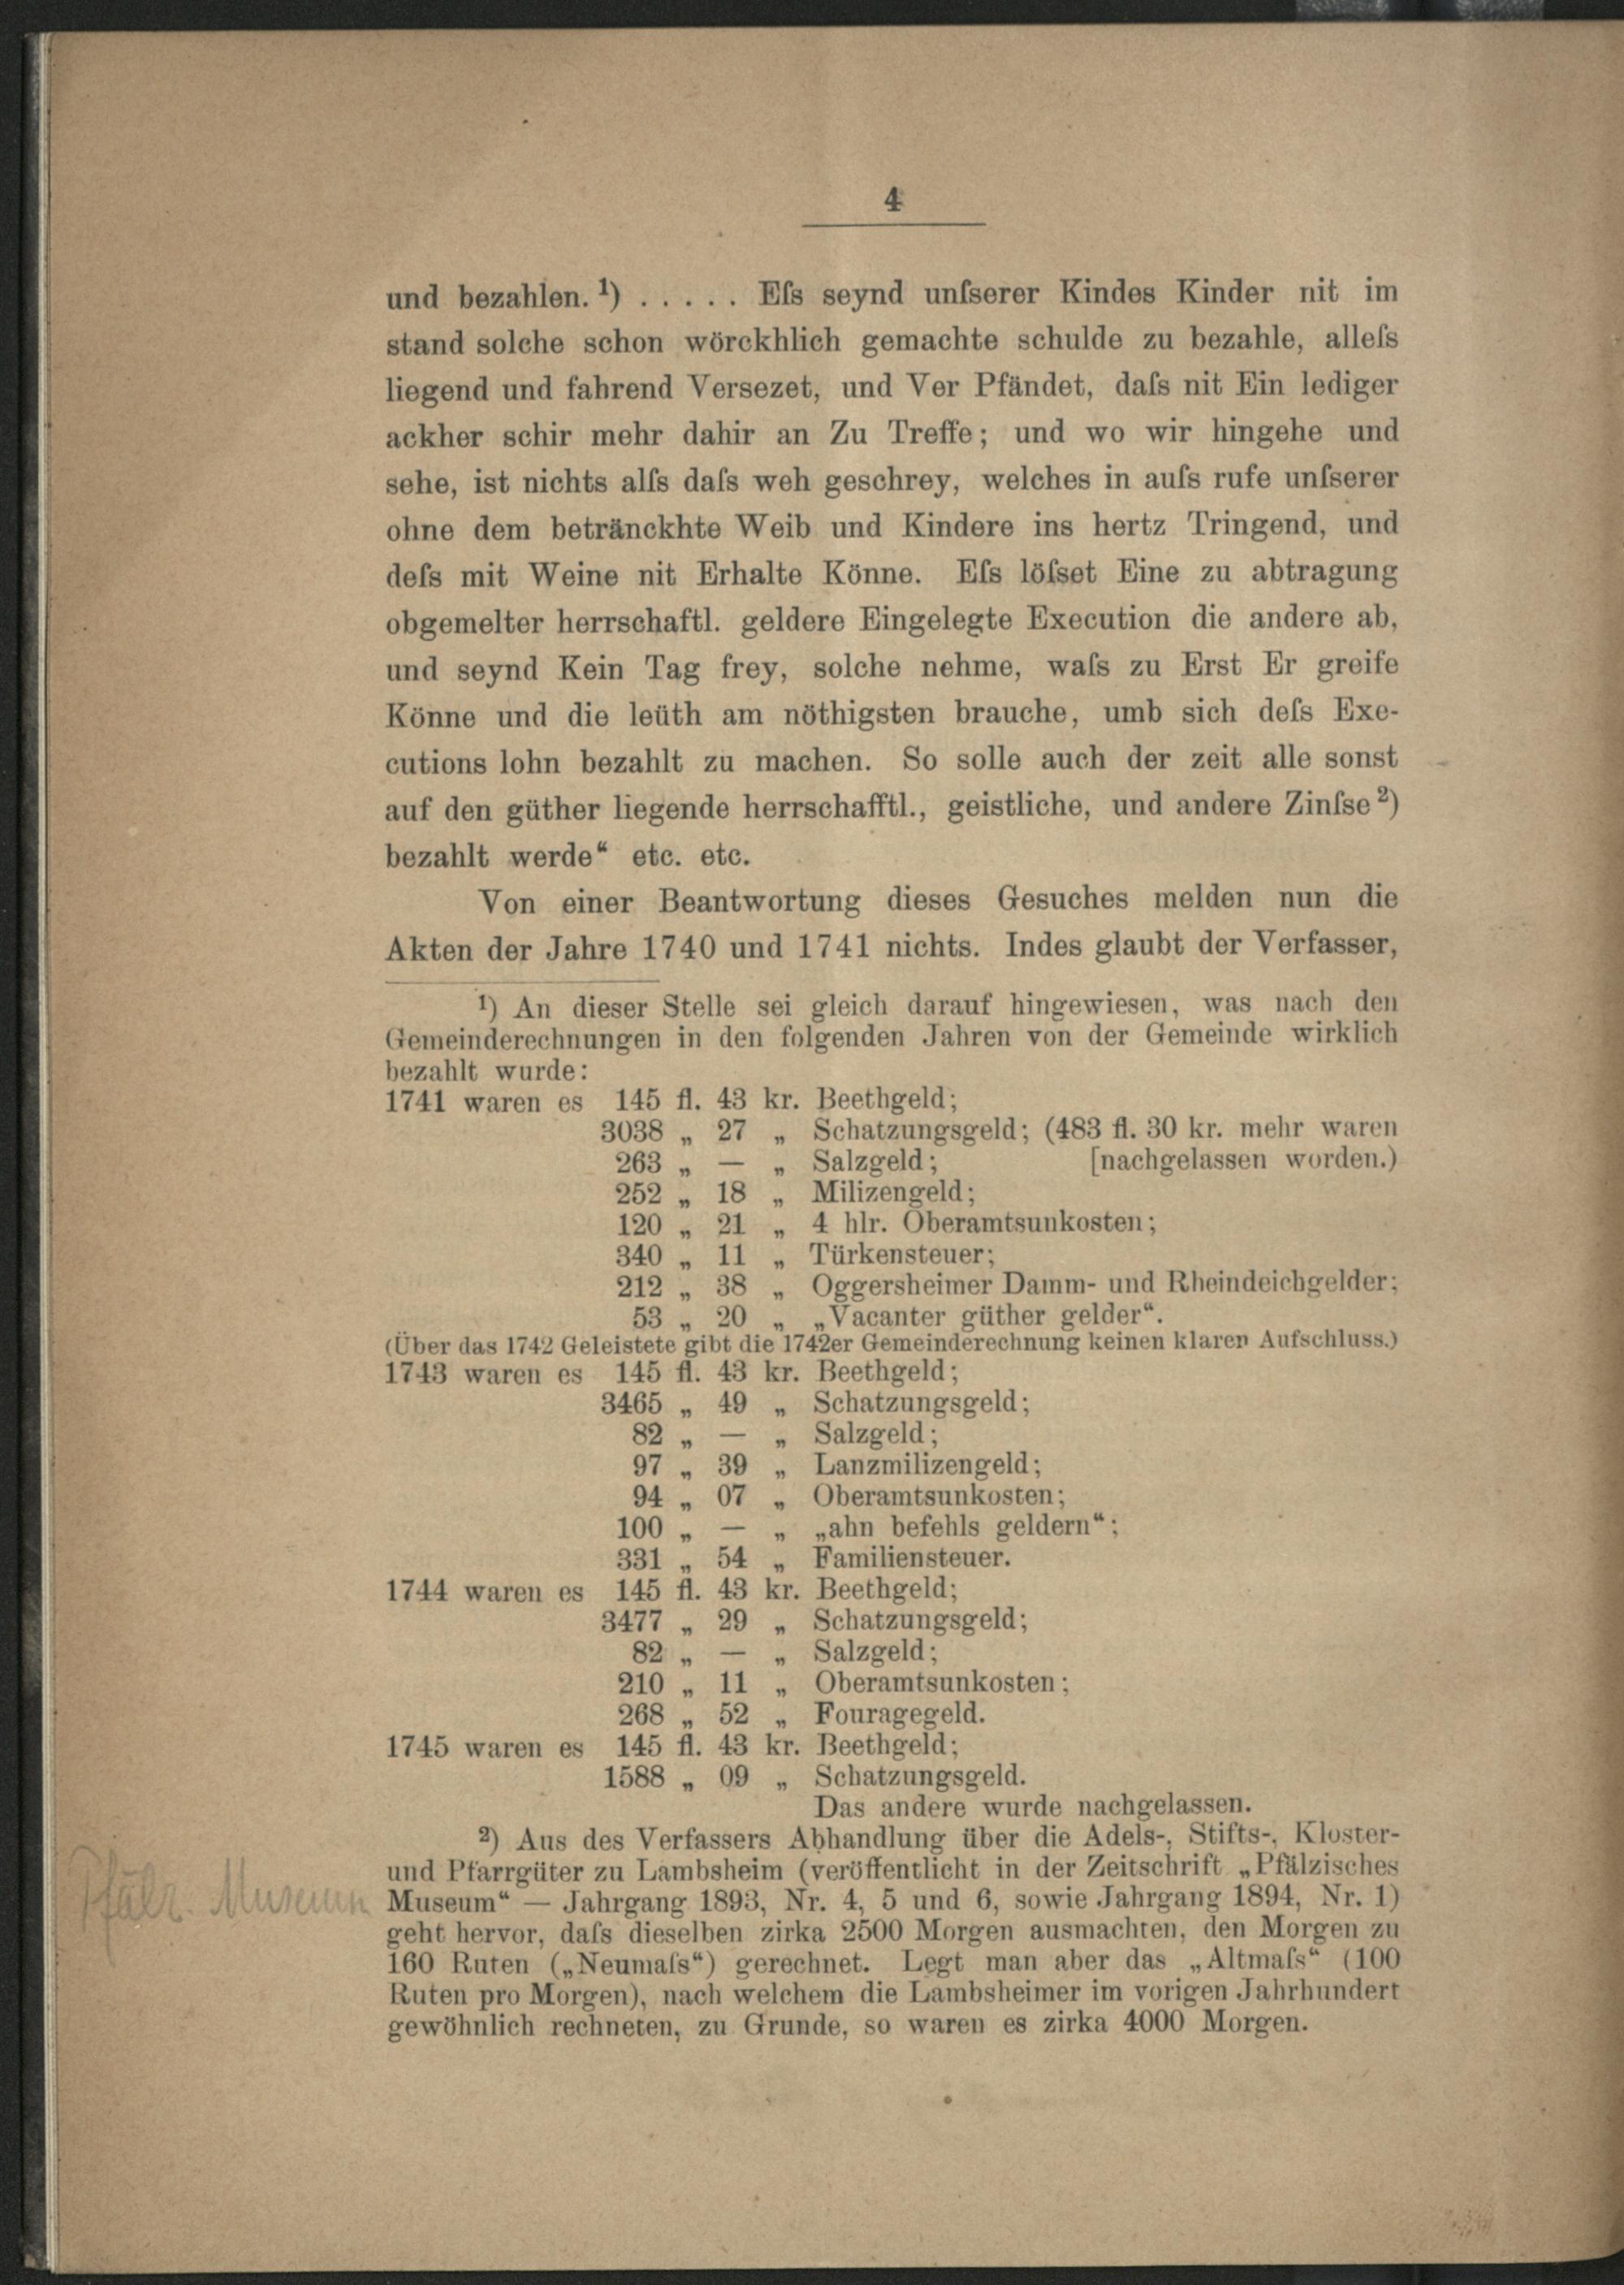 4
und bezahlen. ¹) . . . . . Eſs seynd unſserer Kindes Kinder nit im
stand solche schon wörckhlich gemachte schulde zu bezahle, alleſs
liegend und fahrend Versezet, und Ver Pfändet, daſs nit Ein lediger
ackher schir mehr dahir an Zu Treffe; und wo wir hingehe und
sehe, ist nichts alſs daſs weh geschrey, welches in auſs rufe unſserer
ohne dem betränckhte Weib und Kindere ins hertz Tringend, und
deſs mit Weine nit Erhalte Könne. Eſs löſset Eine zu abtragung
obgemelter herrschaftl. geldere Eingelegte Execution die andere ab,
und seynd Kein Tag frey, solche nehme, waſs zu Erst Er greife
Könne und die leüth am nöthigsten brauche, umb sich deſs Exe-
cutions lohn bezahlt zu machen. So solle auch der zeit alle sonst
auf den güther liegende herrschafftl., geistliche, und andere Zinſse ²)
bezahlt werde“ etc. etc.
Von einer Beantwortung dieses Gesuches melden nun die
Akten der Jahre 1740 und 1741 nichts. Indes glaubt der Verfasser,
¹) An dieser Stelle sei gleich darauf hingewiesen, was nach den
Gemeinderechnungen in den folgenden Jahren von der Gemeinde wirklich
bezahlt wurde:
1741 waren es 145 fl. 43 kr. Beethgeld;
3038 „ 27 „ Schatzungsgeld; (483 fl. 30 kr. mehr waren
263 „ — „ Salzgeld; [nachgelassen worden.)
252 „ 18 „ Milizengeld;
120 „ 21 „ 4 hlr. Oberamtsunkosten;
340 „ 11 „ Türkensteuer;
212 „ 38 „ Oggersheimer Damm- und Rheindeichgelder;
53 „ 20 „ „Vacanter güther gelder“.
(Über das 1742 Geleistete gibt die 1742er Gemeinderechnung keinen klaren Aufschluss.)
1743 waren es 145 fl. 43 kr. Beethgeld;
3465 „ 49 „ Schatzungsgeld;
82 „ — „ Salzgeld;
97 „ 39 „ Lanzmilizengeld;
94 „ 07 „ Oberamtsunkosten;
100 „ — „ „ahn befehls geldern“;
331 „ 54 „ Familiensteuer.
1744 waren es 145 fl. 43 kr. Beethgeld;
3477 „ 29 „ Schatzungsgeld;
82 „ — „ Salzgeld;
210 „ 11 „ Oberamtsunkosten;
268 „ 52 „ Fouragegeld.
1745 waren es 145 fl. 43 kr. Beethgeld;
1588 „ 09 „ Schatzungsgeld.
Das andere wurde nachgelassen.
²) Aus des Verfassers Abhandlung über die Adels-, Stifts-, Kloster-
und Pfarrgüter zu Lambsheim (veröffentlicht in der Zeitschrift „Pfälzisches
Pfälz. Museum
Museum“ — Jahrgang 1893, Nr. 4, 5 und 6, sowie Jahrgang 1894, Nr. 1)
geht hervor, daſs dieselben zirka 2500 Morgen ausmachten, den Morgen zu
160 Ruten („Neumaſs“) gerechnet. Legt man aber das „Altmaſs“ (100
Ruten pro Morgen), nach welchem die Lambsheimer im vorigen Jahrhundert
gewöhnlich rechneten, zu Grunde, so waren es zirka 4000 Morgen.